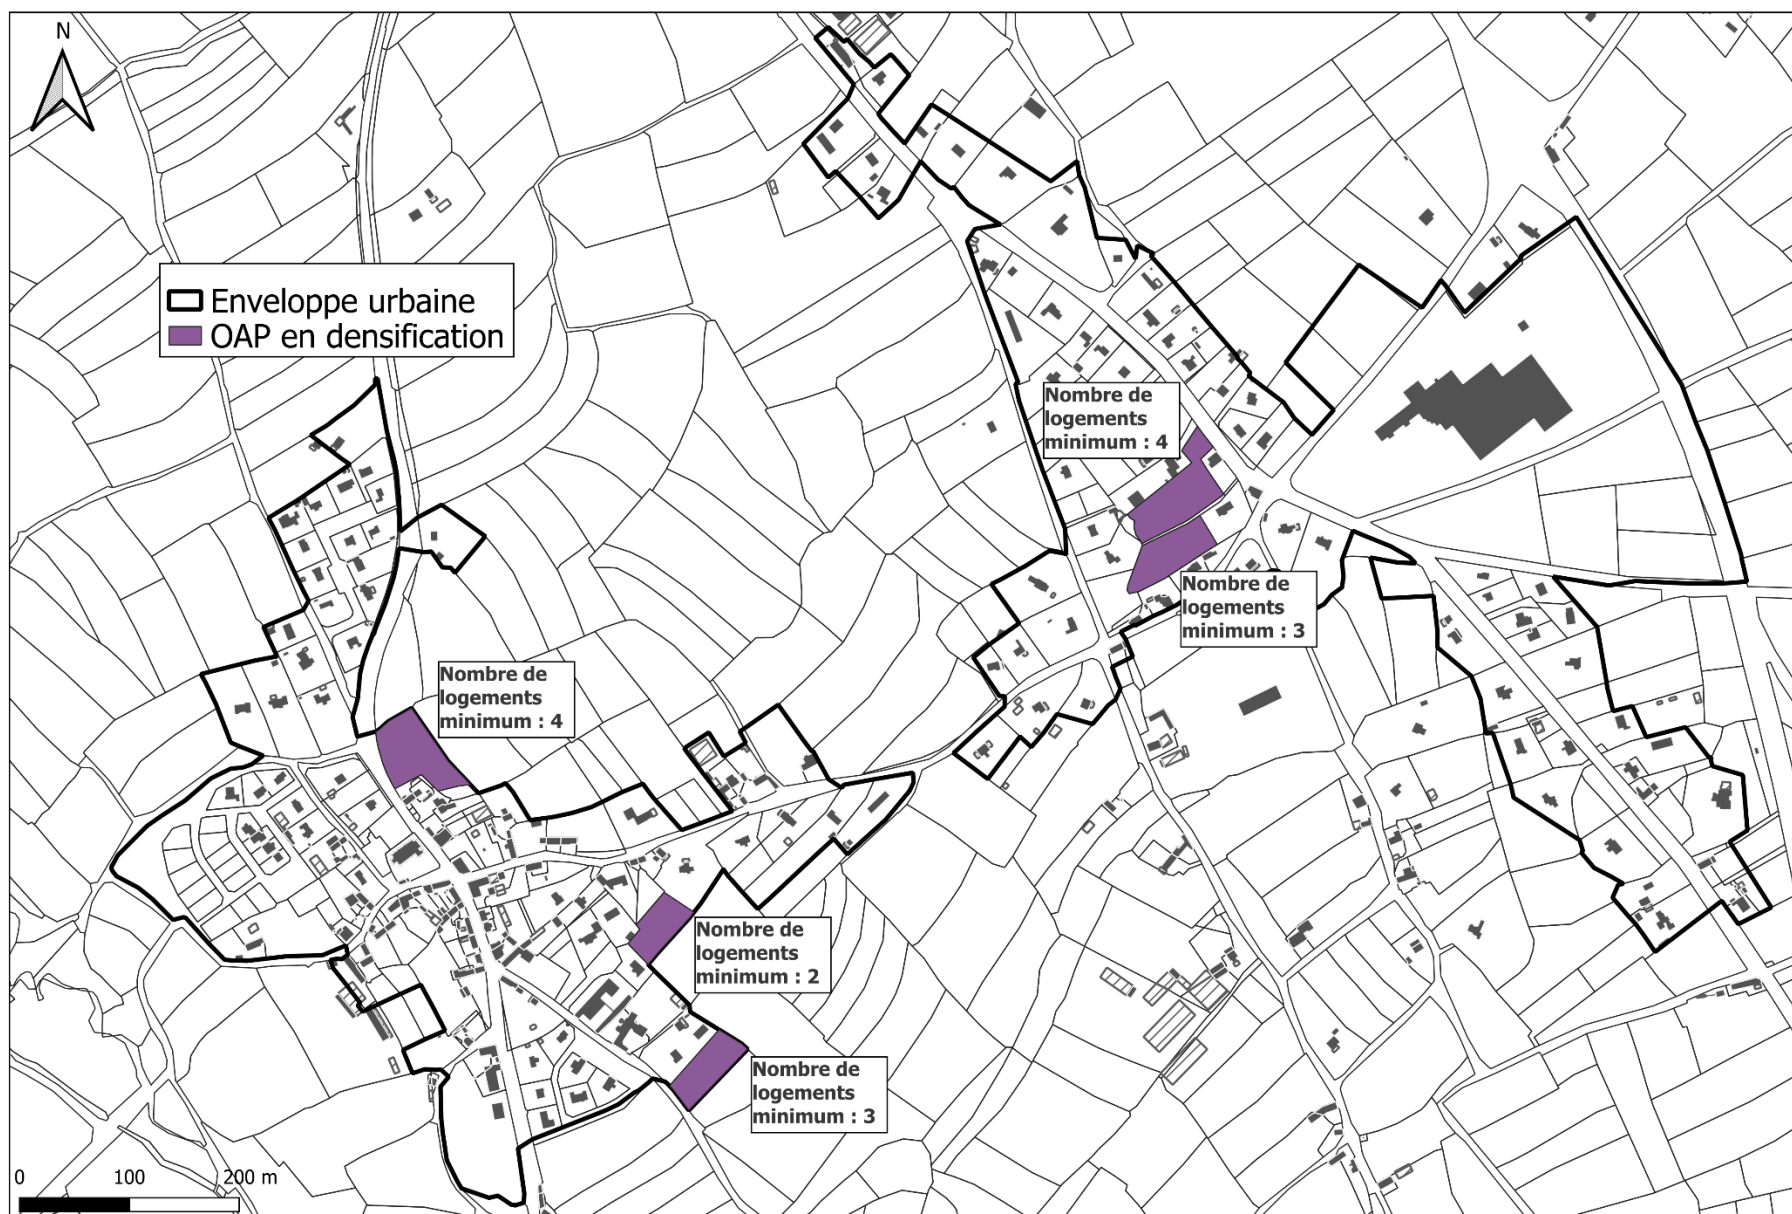 N
Enveloppe urbaine
OAP en densification
Nombre de
logements
minimum : 4
Nombre de
logements
minimum : 3
Nombre de
logements
minimum : 4
Nombre de
logements
minimum : 2
Nombre de
logements
minimum : 3
0 100 200 m